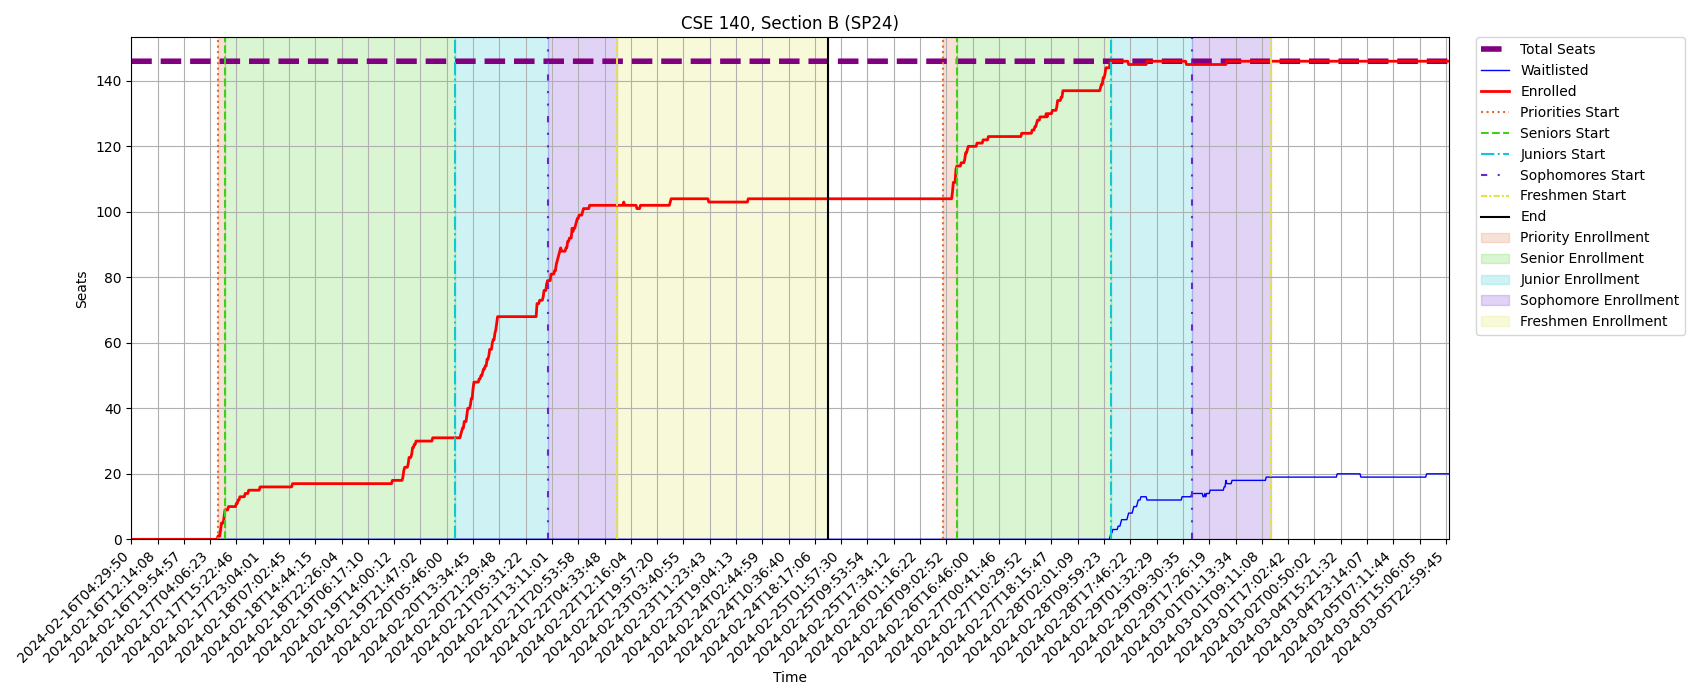 CSE 140, Section B (SP24)
Seats
140
120
100
80
60
40
20
0
2024-02-16T04:29:50
2024-02-16T12:14:08
2024-02-16T19:54:57
2024-02-17T04:06:23
2024-02-17T15:22:46
2024-02-17T23:04:01
2024-02-18T07:02:45
2024-02-18T14:44:15
2024-02-18T22:26:04
2024-02-19T06:17:10
2024-02-19T14:00:12
2024-02-19T21:47:02
2024-02-20T05:46:00
2024-02-20T13:34:45
2024-02-20T21:29:48
2024-02-21T05:31:22
2024-02-21T13:11:01
2024-02-21T20:53:58
2024-02-22T04:33:48
2024-02-22T12:16:04
2024-02-22T19:57:20
2024-02-23T03:40:55
2024-02-23T11:23:43
2024-02-23T19:04:13
2024-02-24T02:44:59
2024-02-24T10:36:40
2024-02-24T18:17:06
2024-02-25T01:57:30
2024-02-25T09:53:54
2024-02-25T17:34:12
2024-02-26T01:16:22
2024-02-26T09:02:52
2024-02-26T16:46:00
2024-02-27T00:41:46
2024-02-27T10:29:52
2024-02-27T18:15:47
2024-02-28T02:01:09
2024-02-28T09:59:23
2024-02-28T17:46:22
2024-02-29T01:32:29
2024-02-29T09:30:35
2024-02-29T17:26:19
2024-03-01T01:13:34
2024-03-01T09:11:08
2024-03-01T17:02:42
2024-03-02T00:50:02
2024-03-04T15:21:32
2024-03-04T23:14:07
2024-03-05T07:11:44
2024-03-05T15:06:05
2024-03-05T22:59:45
Time
Total Seats
Waitlisted
Enrolled
Priorities Start
Seniors Start
Juniors Start
Sophomores Start
Freshmen Start
End
Priority Enrollment
Senior Enrollment
Junior Enrollment
Sophomore Enrollment
Freshmen Enrollment